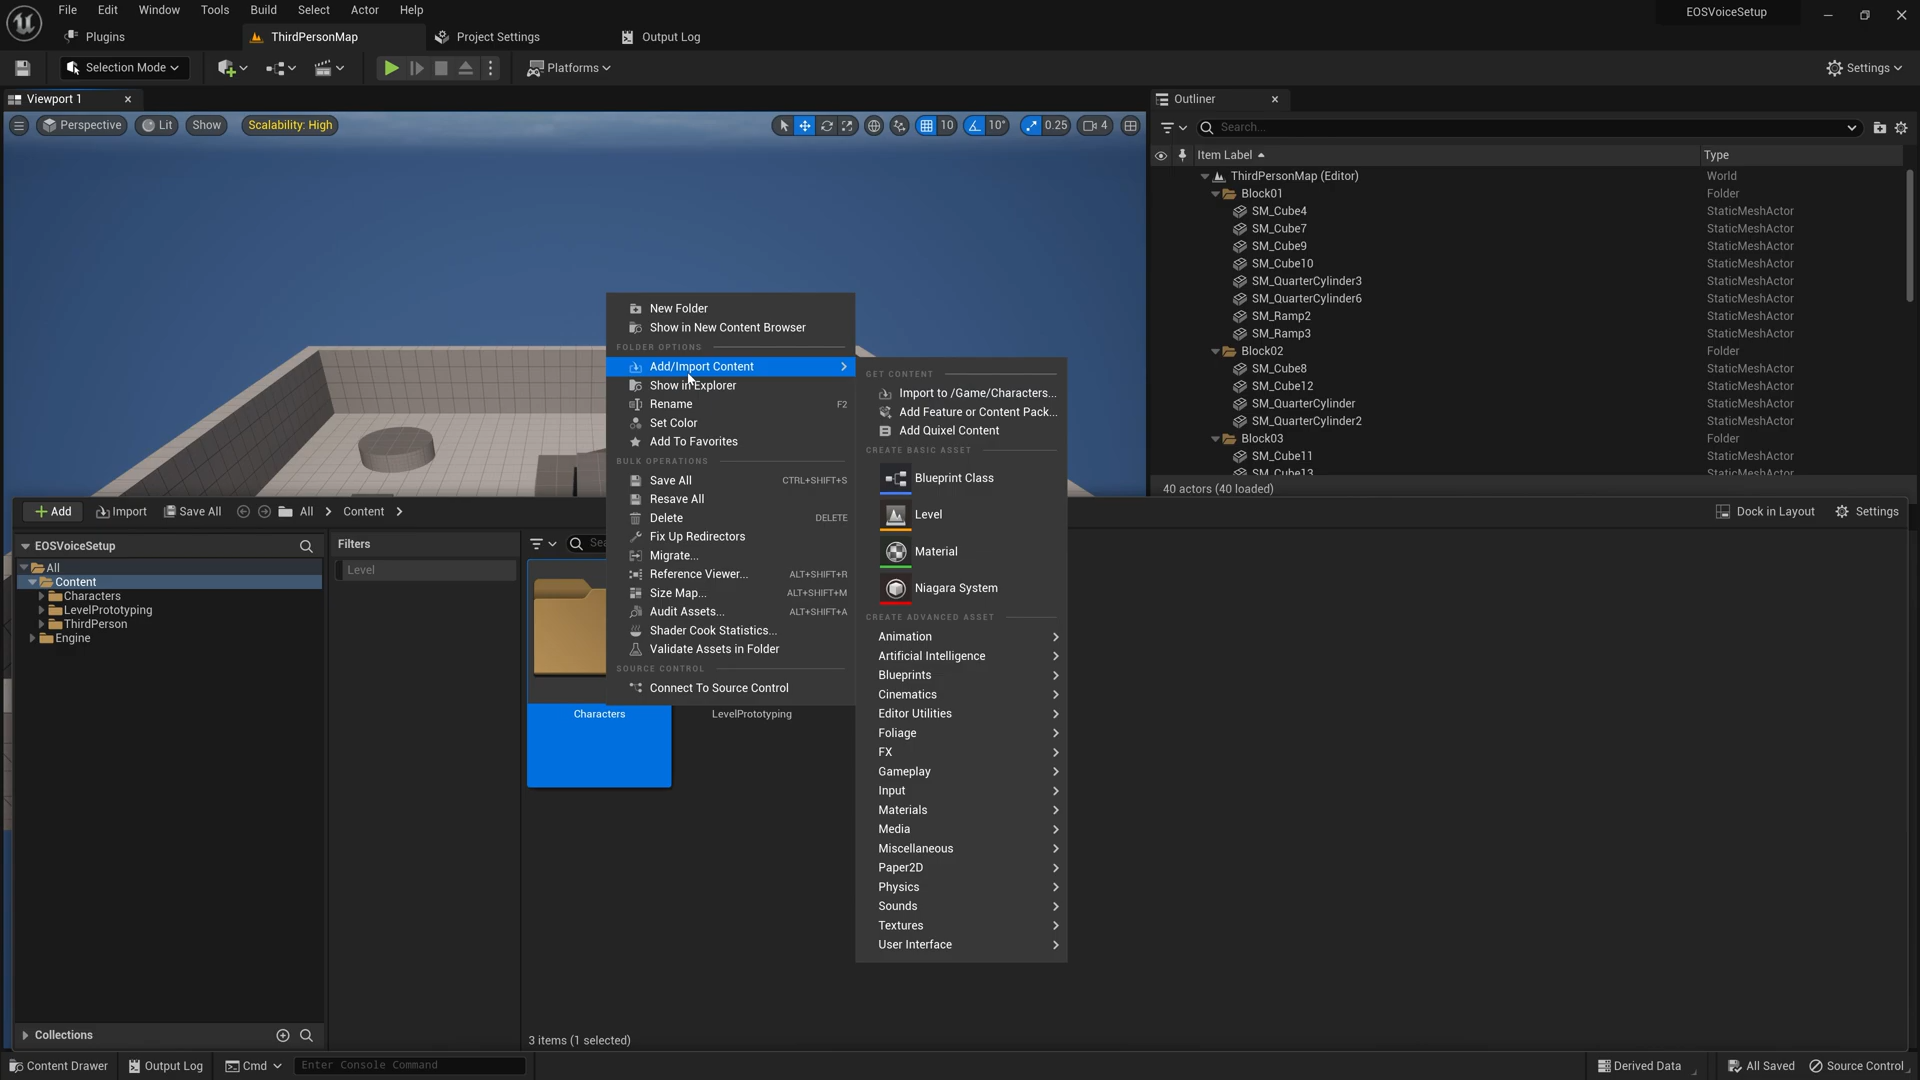 File Edit Window Tools Build Select Actor Help
EOSVoiceSetup
Plugins
ThirdPersonMap
Project Settings
Output Log
Selection Mode
Platforms
Settings
Viewport 1
Perspective
Lit
Show
Scalability: High
10
10°
0.25
4
Outliner
Search...
Item Label
Type
ThirdPersonMap (Editor) World
Block01 Folder
SM_Cube4 StaticMeshActor
SM_Cube7 StaticMeshActor
SM_Cube9 StaticMeshActor
SM_Cube10 StaticMeshActor
SM_QuarterCylinder3 StaticMeshActor
SM_QuarterCylinder6 StaticMeshActor
SM_Ramp2 StaticMeshActor
SM_Ramp3 StaticMeshActor
Block02 Folder
SM_Cube8 StaticMeshActor
SM_Cube12 StaticMeshActor
SM_QuarterCylinder StaticMeshActor
SM_QuarterCylinder2 StaticMeshActor
Block03 Folder
SM_Cube11 StaticMeshActor
SM_Cube13 StaticMeshActor
40 actors (40 loaded)
New Folder
Show in New Content Browser
FOLDER OPTIONS
Add/Import Content
Show in Explorer
Rename F2
Set Color
Add To Favorites
BULK OPERATIONS
Save All CTRL+SHIFT+S
Resave All
Delete DELETE
Fix Up Redirectors
Migrate...
Reference Viewer... ALT+SHIFT+R
Size Map... ALT+SHIFT+M
Audit Assets... ALT+SHIFT+A
Shader Cook Statistics...
Validate Assets in Folder
SOURCE CONTROL
Connect To Source Control
GET CONTENT
Import to /Game/Characters...
Add Feature or Content Pack...
Add Quixel Content
CREATE BASIC ASSET
Blueprint Class
Level
Material
Niagara System
CREATE ADVANCED ASSET
Animation
Artificial Intelligence
Blueprints
Cinematics
Editor Utilities
Foliage
FX
Gameplay
Input
Materials
Media
Miscellaneous
Paper2D
Physics
Sounds
Textures
User Interface
Add
Import
Save All
All
Content
Dock in Layout
Settings
EOSVoiceSetup
All
Content
Characters
LevelPrototyping
ThirdPerson
Engine
Filters
Level
Sea
Characters
LevelPrototyping
Collections
3 items (1 selected)
Content Drawer
Output Log
Cmd
Enter Console Command
Derived Data
All Saved
Source Control